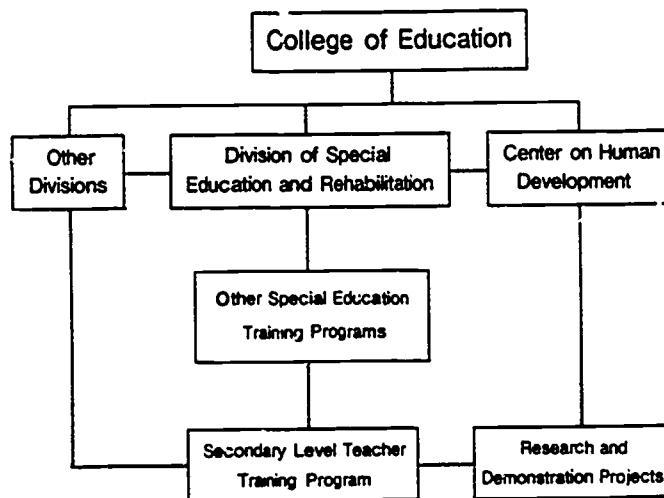 College of Education
Other
Divisions
Division of Special
Education and Rehabilitation
Center on Human
Development
Other Special Education
Training Programs
Secondary Level Teacher
Training Program
Research and
Demonstration Projects